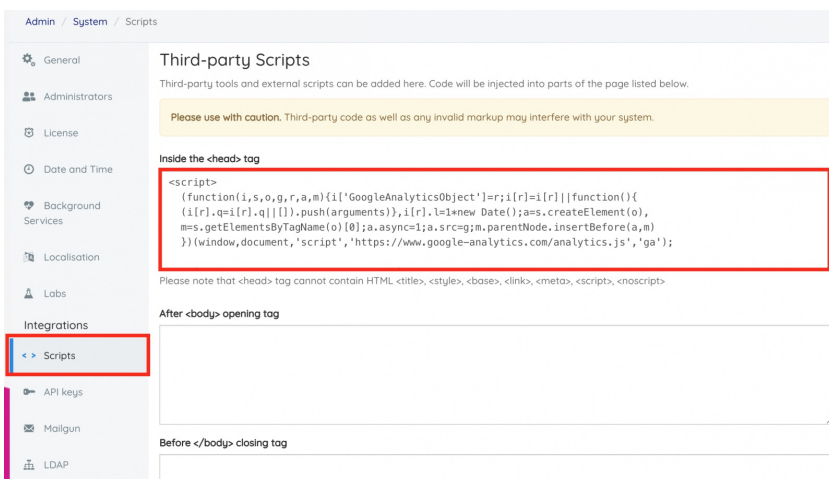 Admin / System / Scripts
General
Administrators
License
Date and Time
Background
Services
Localisation
Labs
Integrations
< > Scripts
API keys
Mailgun
LDAP
Third-party Scripts
Third-party tools and external scripts can be added here. Code will be injected into parts of the page listed below.
Please use with caution. Third-party code as well as any invalid markup may interfere with your system.
Inside the <head> tag
<script>
(function(i,s,o,g,r,a,m){i['GoogleAnalyticsObject']=r;i[r]=i[r]||function(){
(i[r].q=i[r].q||[]).push(arguments)},i[r].l=1*new Date();a=s.createElement(o),
m=s.getElementsByTagName(o)[0];a.async=1;a.src=g;m.parentNode.insertBefore(a,m)
})(window,document,'script','https://www.google-analytics.com/analytics.js','ga');
Please note that <head> tag cannot contain HTML <title>, <style>, <base>, <link>, <meta>, <script>, <noscript>
After <body> opening tag
Before </body> closing tag